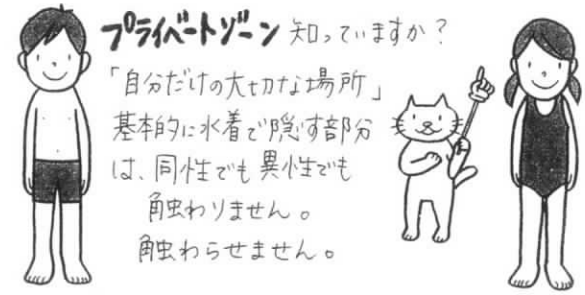 プライベートゾーン 知っていますか？
「自分だけの大切な場所」
基本的に水着で隠す部分
は、同性でも異性でも
触わりません。
触わらせません。